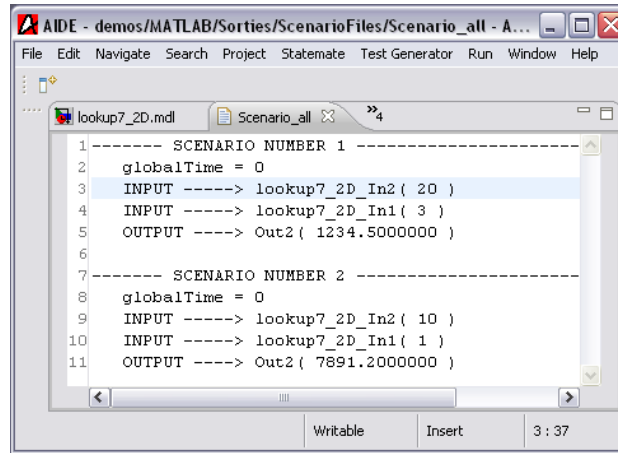 AIDE - demos/MATLAB/Sorties/ScenarioFiles/Scenario_all - A...
File Edit Navigate Search Project Statemate Test Generator Run Window Help
lookup7_2D.mdl Scenario_all »4
1 ------- SCENARIO NUMBER 1 -----------------------
2 globalTime = 0
3 INPUT -----> lookup7_2D_In2( 20 )
4 INPUT -----> lookup7_2D_In1( 3 )
5 OUTPUT ----> Out2( 1234.5000000 )
6
7 ------- SCENARIO NUMBER 2 -----------------------
8 globalTime = 0
9 INPUT -----> lookup7_2D_In2( 10 )
10 INPUT -----> lookup7_2D_In1( 1 )
11 OUTPUT ----> Out2( 7891.2000000 )
Writable Insert 3 : 37